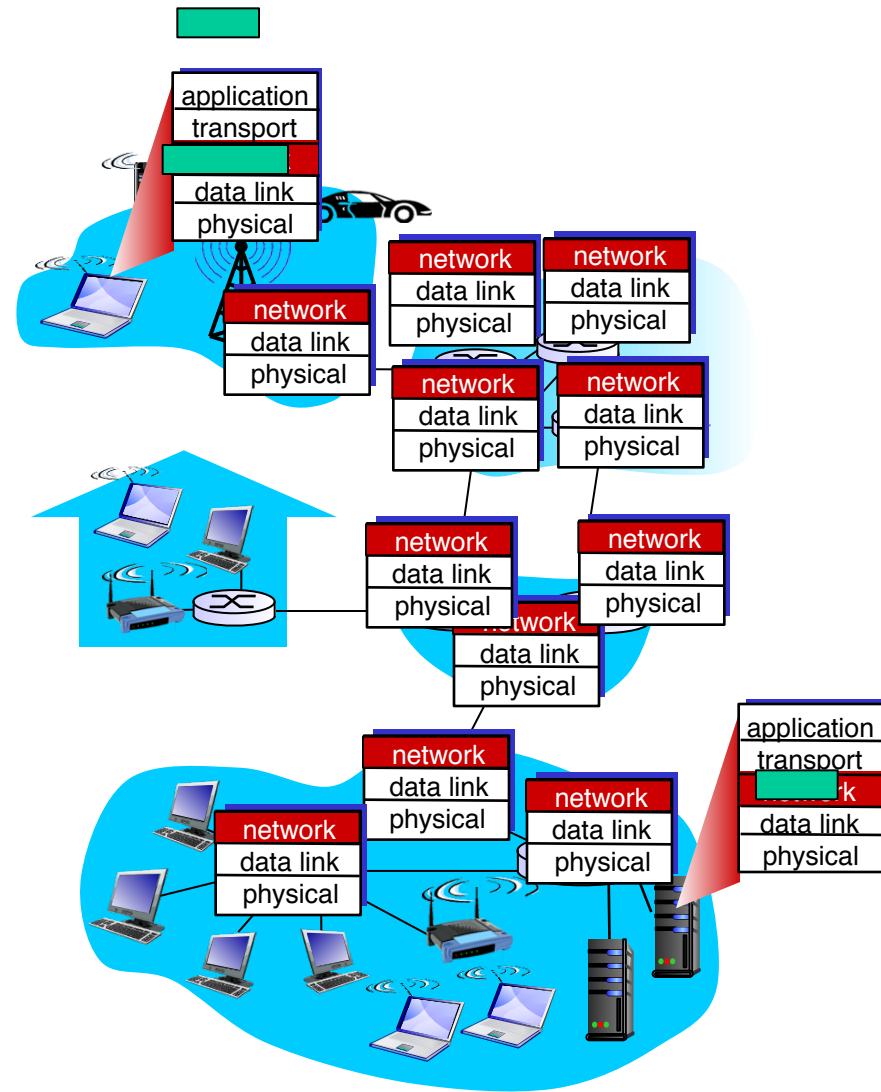 application
transport
data link
physical
network
data link
physical
network
data link
physical
network
data link
physical
network
data link
physical
network
data link
physical
network
data link
physical
network
data link
physical
network
data link
physical
application
transport
data link
physical
network
data link
physical
network
data link
physical
network
data link
physical